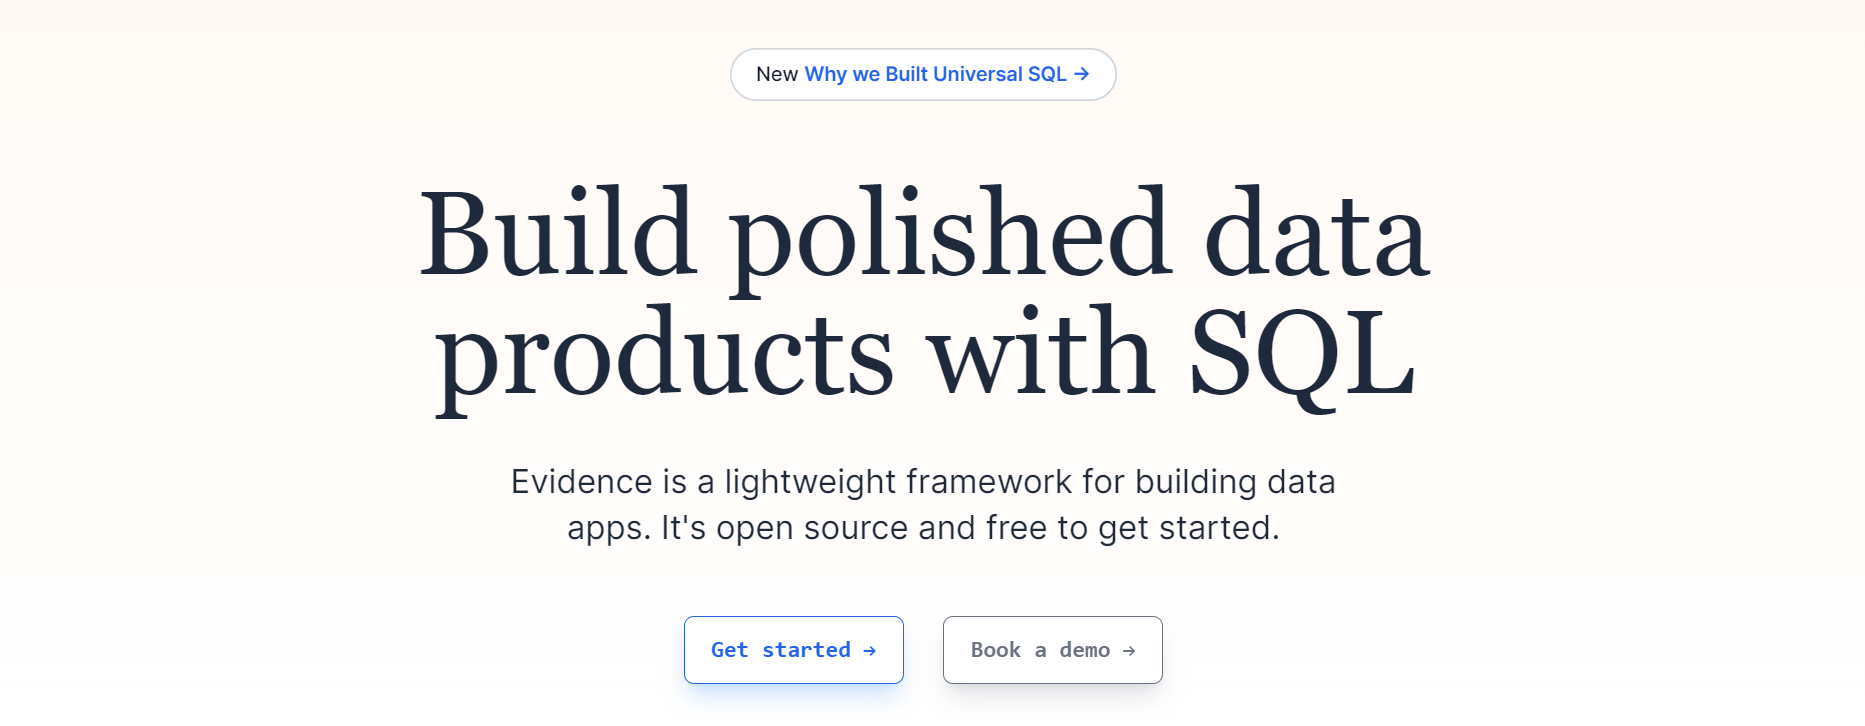 New Why we Built Universal SQL →
Build polished data
products with SQL
Evidence is a lightweight framework for building data
apps. It's open source and free to get started.
Get started →
Book a demo →